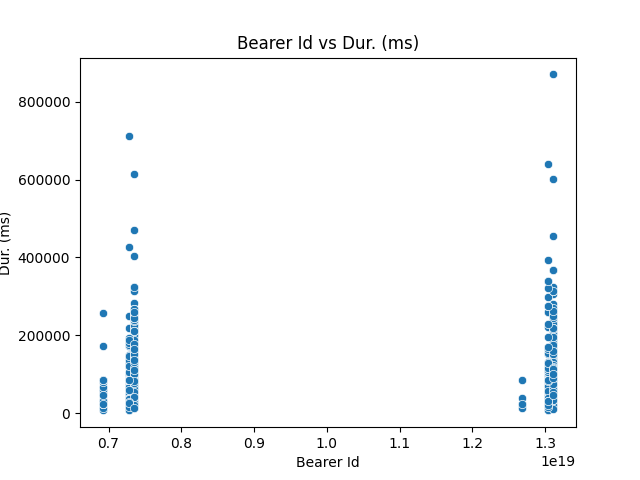 Bearer Id vs Dur. (ms)
Dur. (ms)
800000
600000
400000
200000
0
0.7 0.8 0.9 1.0 1.1 1.2 1.3
1e19
Bearer Id